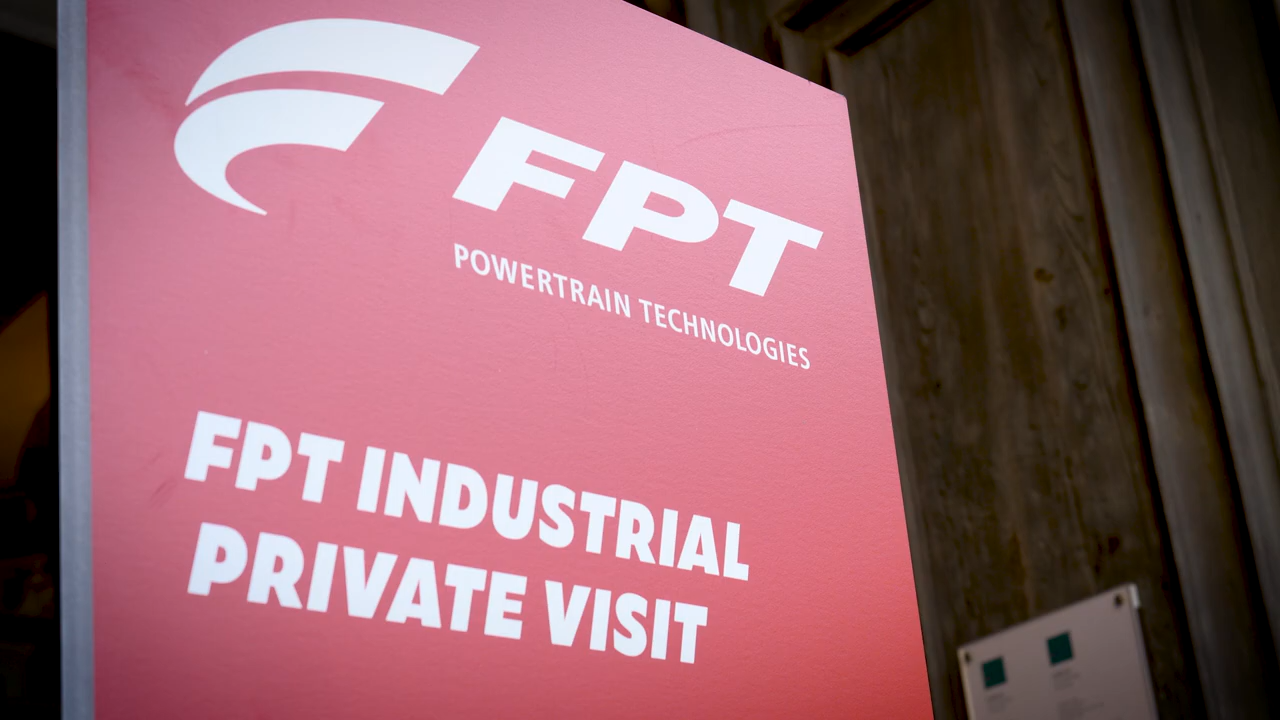 FPT
POWERTRAIN TECHNOLOGIES
FPT INDUSTRIAL
PRIVATE VISIT